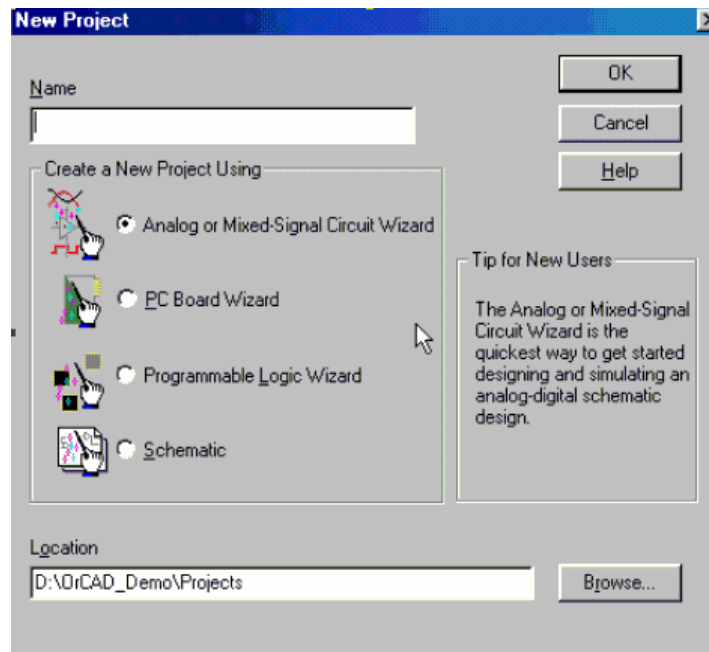 New Project
Name
OK
Cancel
Help
Create a New Project Using
Analog or Mixed-Signal Circuit Wizard
PC Board Wizard
Programmable Logic Wizard
Schematic
Tip for New Users
The Analog or Mixed-Signal
Circuit Wizard is the
quickest way to get started
designing and simulating an
analog-digital schematic
design.
Location
D:\OrCAD_Demo\Projects
Browse...